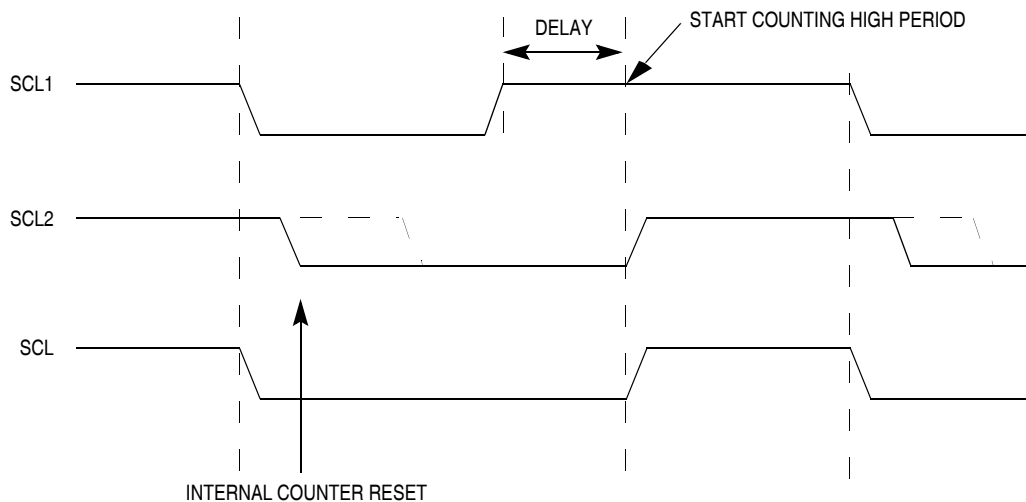 START COUNTING HIGH PERIOD
DELAY
SCL1
SCL2
SCL
INTERNAL COUNTER RESET